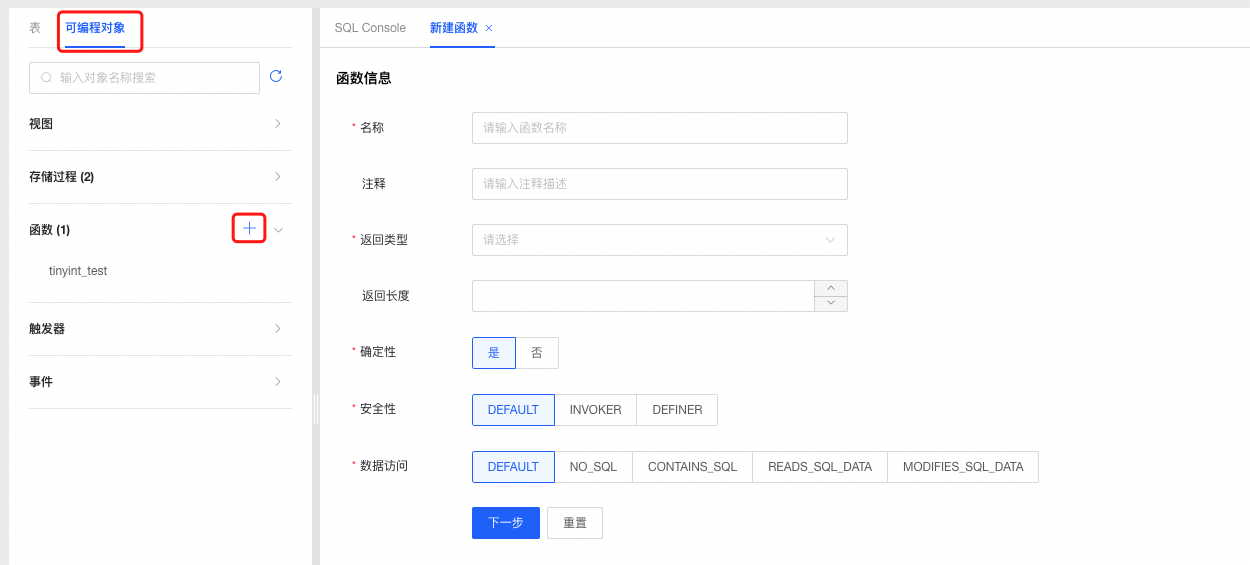 表 可编程对象
输入对象名称搜索
视图
存储过程 (2)
函数 (1)
tinyint_test
触发器
事件
SQL Console 新建函数 ×
函数信息
* 名称 请输入函数名称
注释 请输入注释描述
* 返回类型 请选择
返回长度
* 确定性 是 否
* 安全性 DEFAULT INVOKER DEFINER
* 数据访问 DEFAULT NO_SQL CONTAINS_SQL READS_SQL_DATA MODIFIES_SQL_DATA
下一步 重置